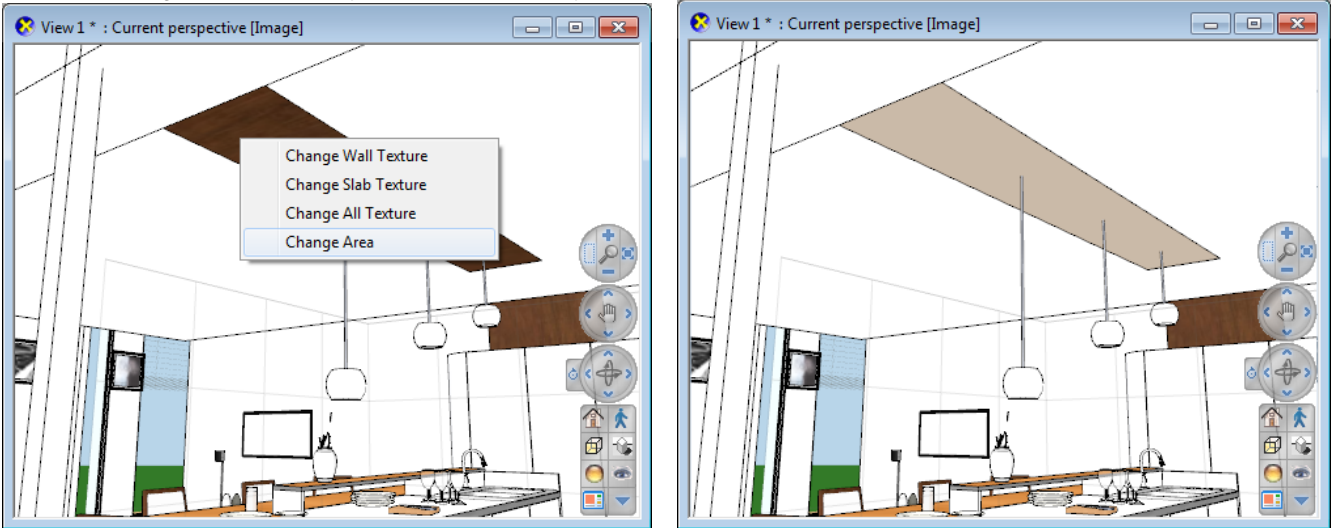 View 1 * : Current perspective [Image]
Change Wall Texture
Change Slab Texture
Change All Texture
Change Area
View 1 * : Current perspective [Image]